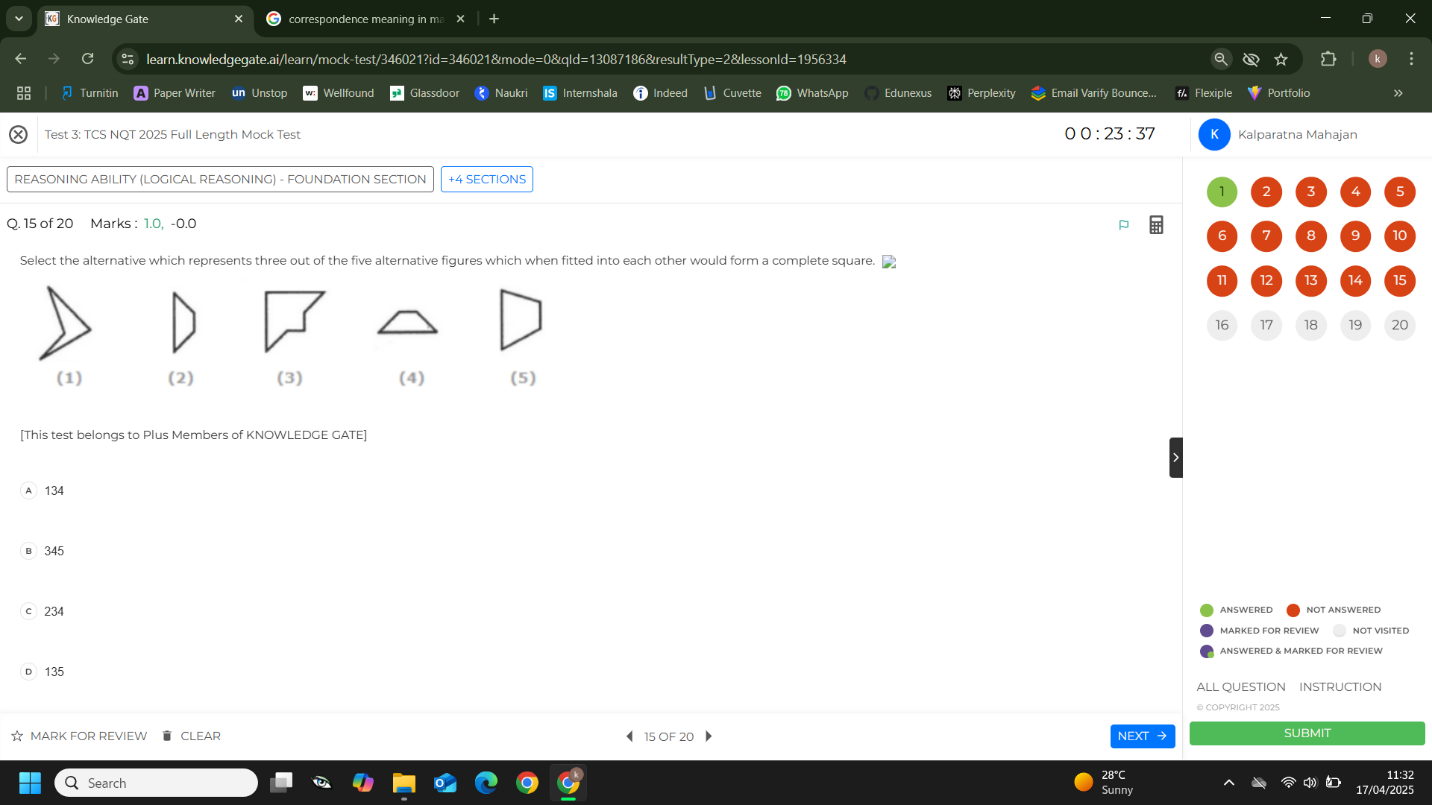 Knowledge Gate
correspondence meaning in ma
learn.knowledgegate.ai/learn/mock-test/346021?id=346021&mode=0&qId=13087186&resultType=2&lessonId=1956334
k
Turnitin
A Paper Writer
un Unstop
w: Wellfound
Glassdoor
Naukri
IS Internshala
Indeed
Cuvette
Whatsapp
Edunexus
Perplexity
Email Varify Bounce...
f/. Flexiple
Portfolio
»
Test 3: TCS NQT 2025 Full Length Mock Test
0 0 : 23 : 37
K Kalparatna Mahajan
REASONING ABILITY (LOGICAL REASONING) - FOUNDATION SECTION
+4 SECTIONS
Q. 15 of 20 Marks : 1.0, -0.0
Select the alternative which represents three out of the five alternative figures which when fitted into each other would form a complete square.
(1) (2) (3) (4) (5)
[This test belongs to Plus Members of KNOWLEDGE GATE]
A 134
B 345
C 234
D 135
MARK FOR REVIEW
CLEAR
15 OF 20
NEXT →
1 2 3 4 5
6 7 8 9 10
11 12 13 14 15
16 17 18 19 20
ANSWERED
NOT ANSWERED
MARKED FOR REVIEW
NOT VISITED
ANSWERED & MARKED FOR REVIEW
ALL QUESTION INSTRUCTION
© COPYRIGHT 2025
SUBMIT
Search
28°C
Sunny
11:32
17/04/2025